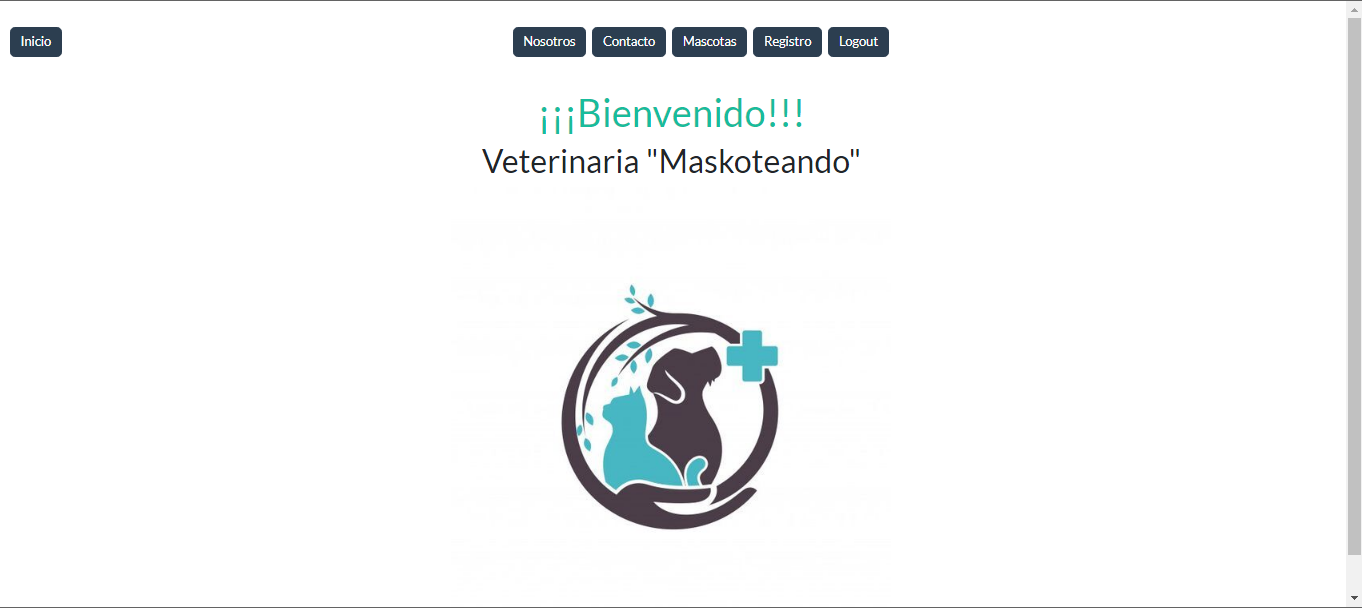 Inicio Nosotros Contacto Mascotas Registro Logout
¡¡¡Bienvenido!!!
Veterinaria "Maskoteando"